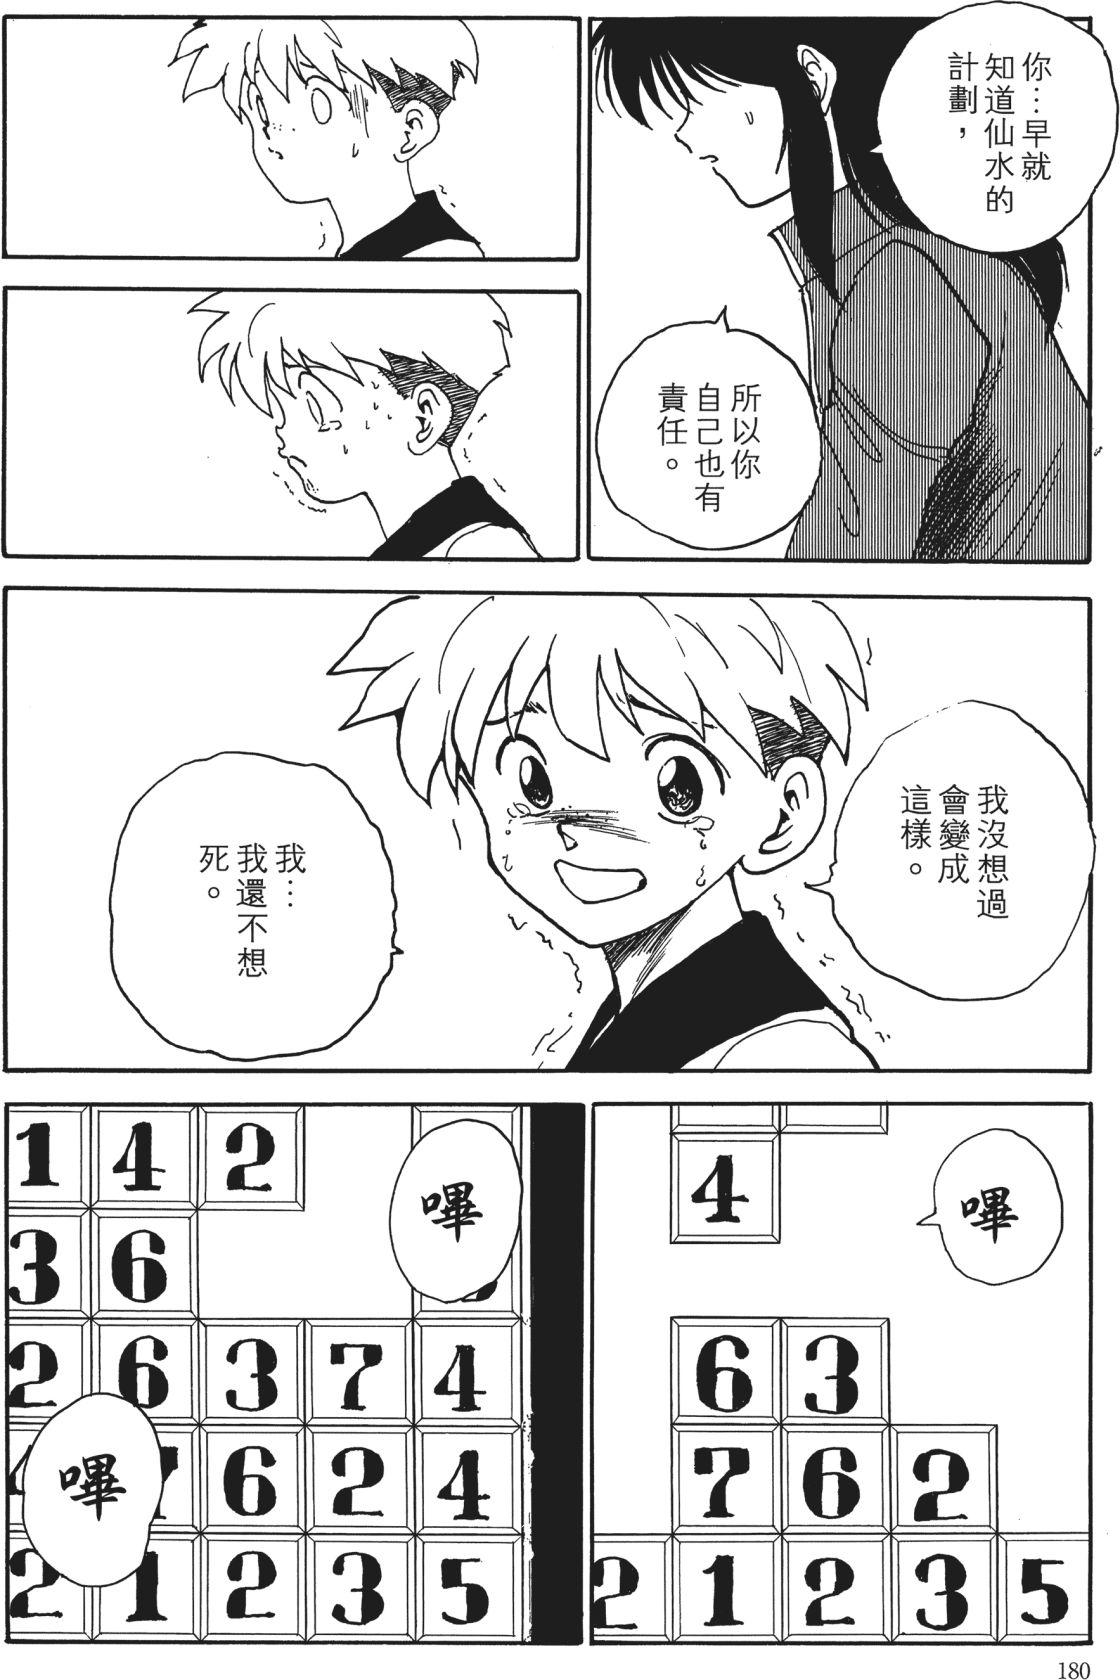 你…早就
知道仙水的
計劃，
所以你
自己也有
責任。
我沒想過
會變成
這樣。
我…
我還不想
死。
嗶
4
6 3
7 6 2
2 1 2 3 5
嗶
1 4 2
3 6
2 6 3 7 4
6 2 4
2 1 2 3 5
嗶
180